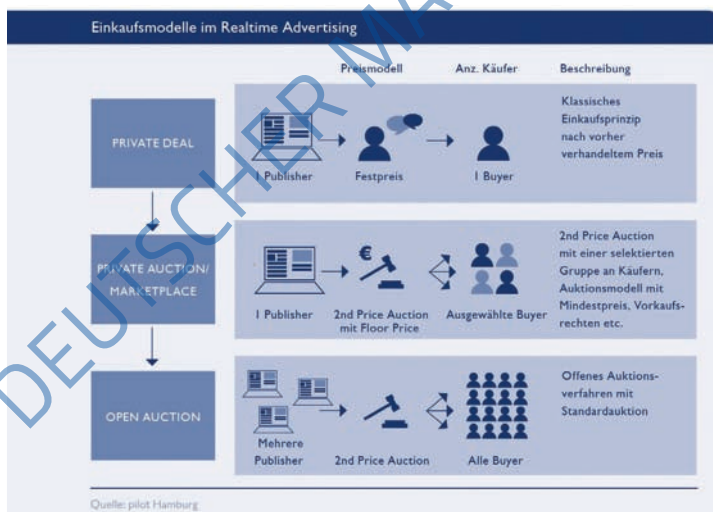 Einkaufsmodelle im Realtime Advertising
Preismodell Anz. Käufer Beschreibung
PRIVATE DEAL
1 Publisher Festpreis 1 Buyer
Klassisches
Einkaufsprinzip
nach vorher
verhandeltem Preis
PRIVATE AUCTION/
MARKETPLACE
€
1 Publisher 2nd Price Auction
mit Floor Price
Ausgewählte Buyer
2nd Price Auction
mit einer selektierten
Gruppe an Käufern,
Auktionsmodell mit
Mindestpreis, Vorkaufs-
rechten etc.
OPEN AUCTION
Mehrere
Publisher
2nd Price Auction Alle Buyer
Offenes Auktions-
verfahren mit
Standardauktion
Quelle: pilot Hamburg
DEUTSCHER MA